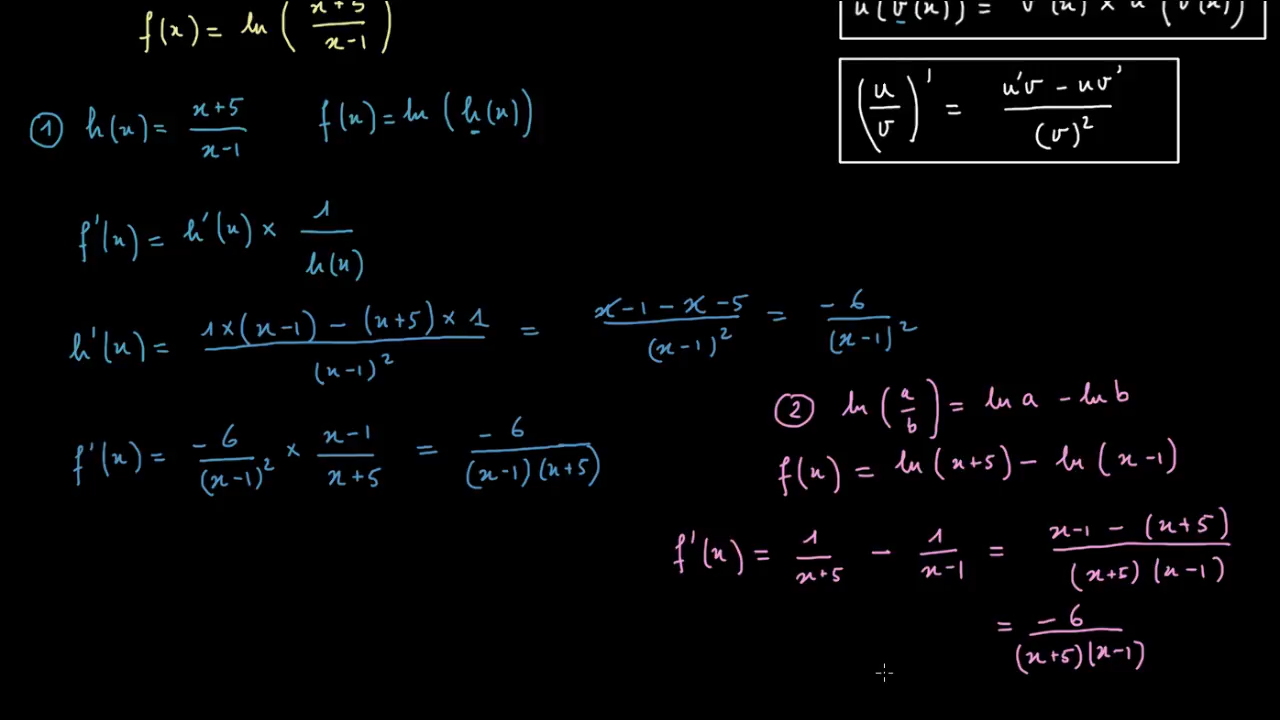 f(x) = ln ( (x+5)/(x-1) )
u(v(x)) = v'(x) × u'(v(x))
(u/v)' = (u'v - uv')/(v)²
① h(x) = (x+5)/(x-1) f(x) = ln (h(x))
f'(x) = h'(x) × 1/h(x)
h'(x) = (1×(x-1) - (x+5)×1)/(x-1)² = (x-1-x-5)/(x-1)² = -6/(x-1)²
f'(x) = -6/(x-1)² × (x-1)/(x+5) = -6/((x-1)(x+5))
② ln (a/b) = ln a - ln b
f(x) = ln (x+5) - ln (x-1)
f'(x) = 1/(x+5) - 1/(x-1) = (x-1 - (x+5))/((x+5)(x-1))
= -6/((x+5)(x-1))